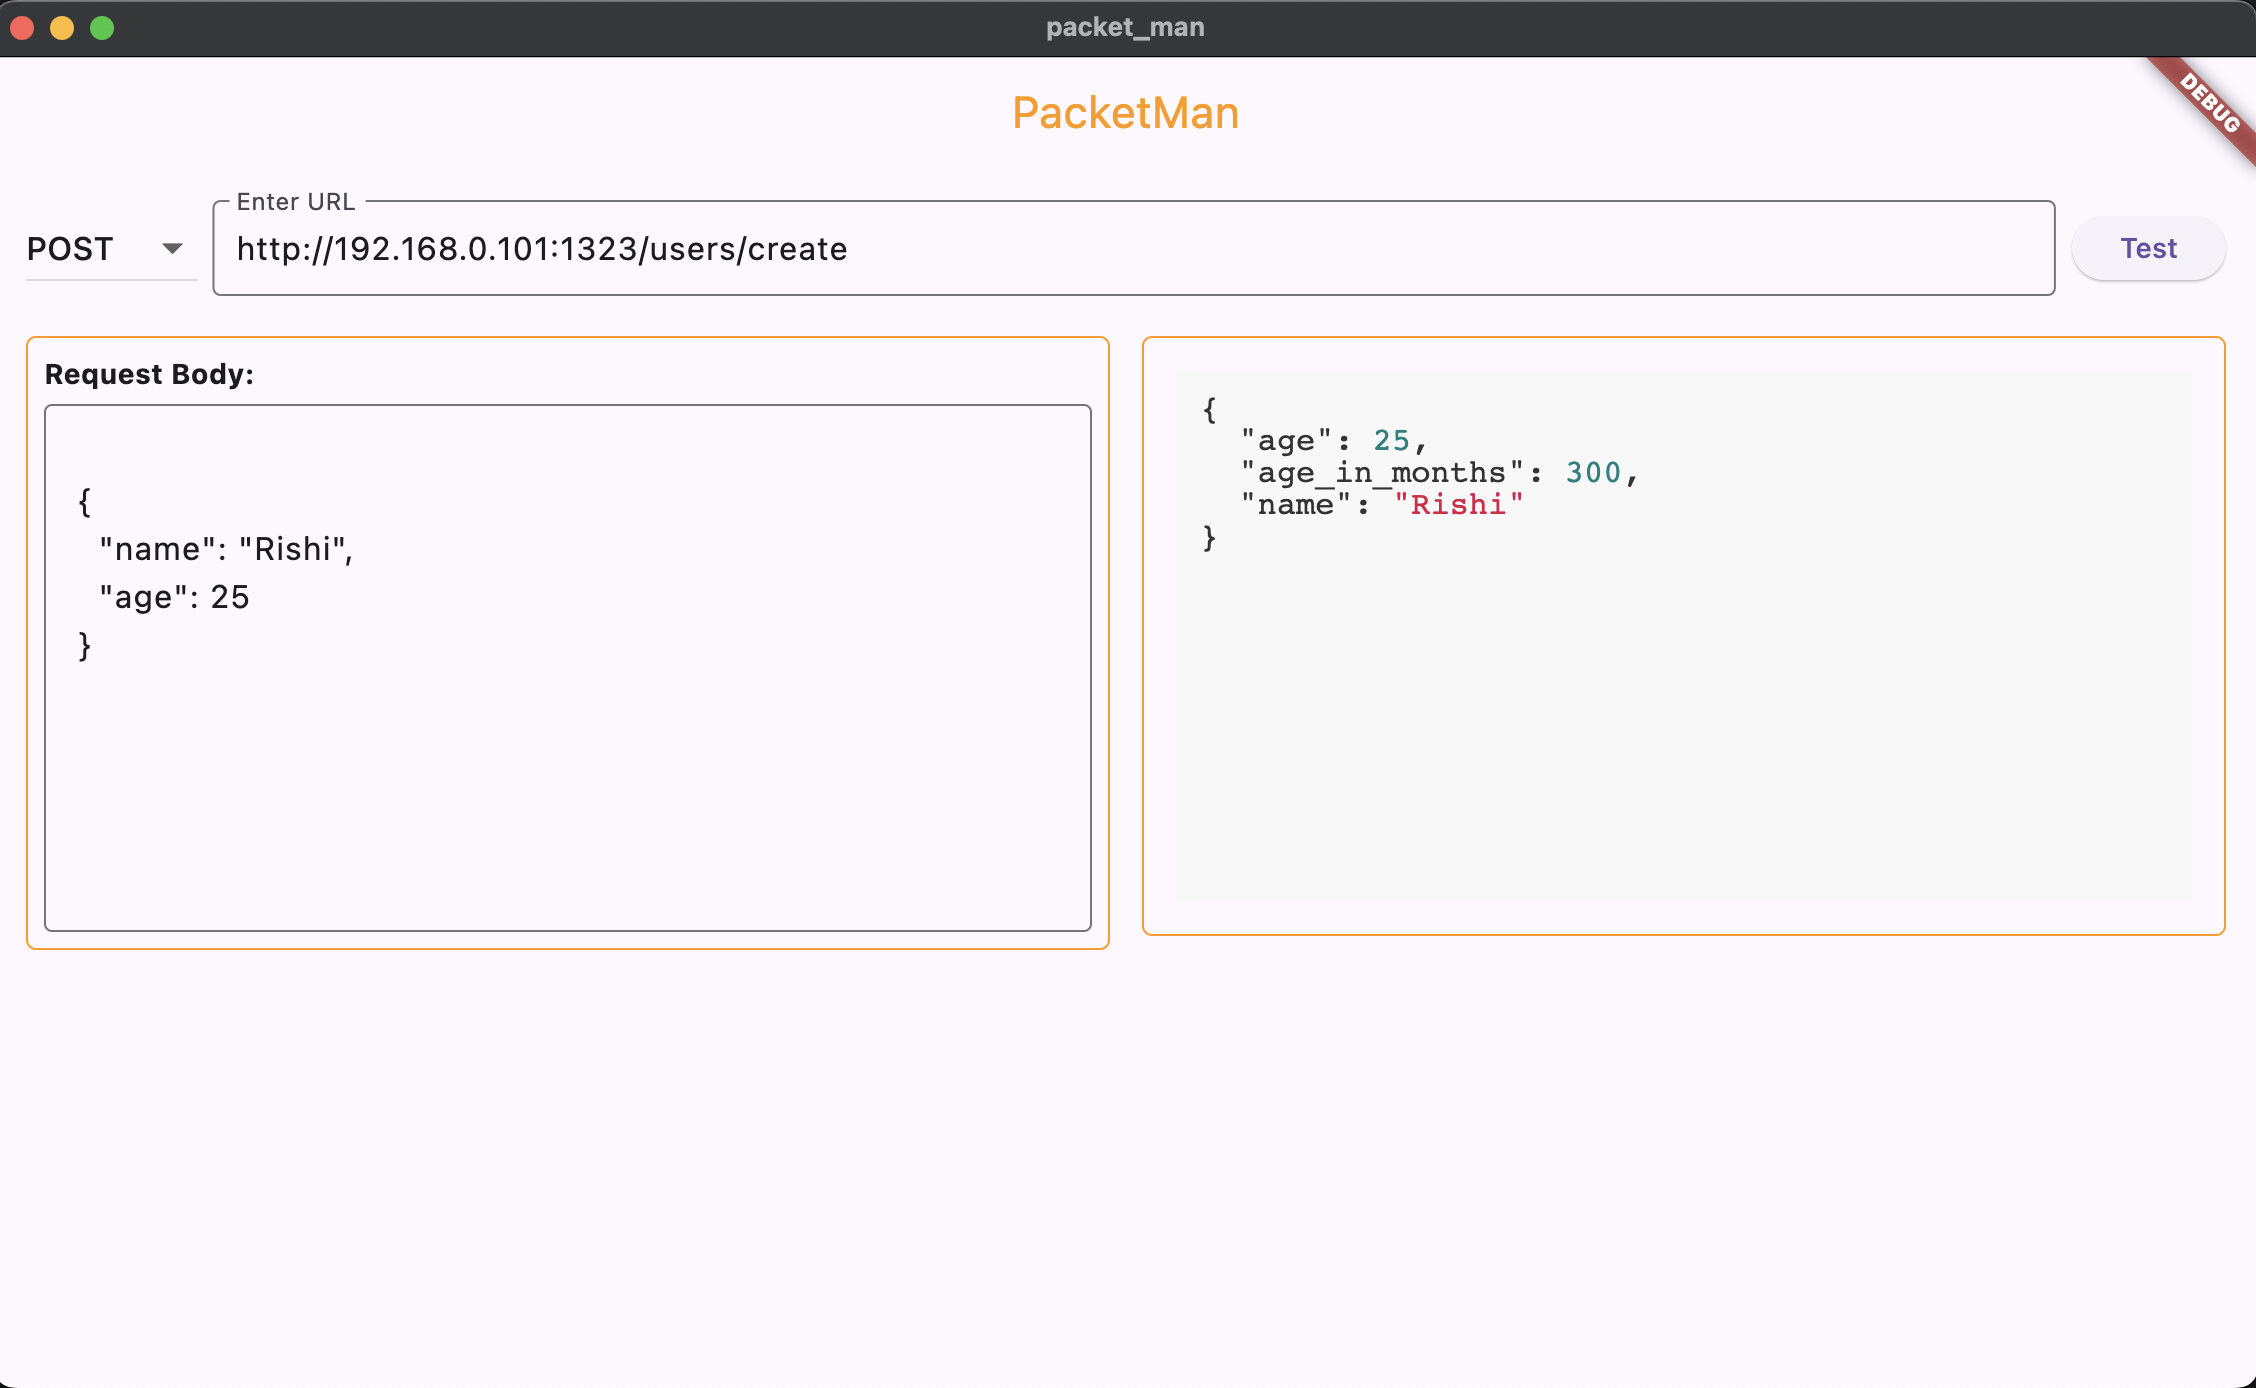 packet_man
DEBUG
PacketMan
Enter URL
POST
http://192.168.0.101:1323/users/create
Test
Request Body:
{
  "name": "Rishi",
  "age": 25
}
{
  "age": 25,
  "age_in_months": 300,
  "name": "Rishi"
}